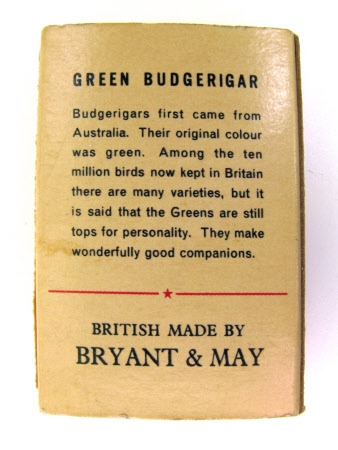 GREEN BUDGERIGAR
Budgerigars first came from
Australia. Their original colour
was green. Among the ten
million birds now kept in Britain
there are many varieties, but it
is said that the Greens are still
tops for personality. They make
wonderfully good companions.
BRITISH MADE BY
BRYANT & MAY